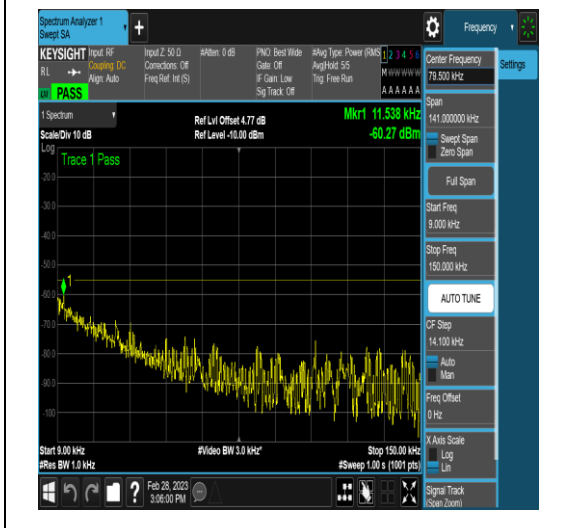 Spectrum Analyzer 1
Swept SA
+
Frequency
KEYSIGHT
RL
PASS
Input: RF
Coupling: DC
Align: Auto
Input Z: 50 Ω
Corrections: Off
Freq Ref: Int (S)
#Atten: 0 dB
PNO: Best Wide
Gate: Off
IF Gain: Low
Sig Track: Off
#Avg Type: Power (RMS
Avg|Hold: 5/5
Trig: Free Run
1 2 3 4 5 6
M W W W W W
A A A A A A
1 Spectrum
Scale/Div 10 dB
Ref Lvl Offset 4.77 dB
Ref Level -10.00 dBm
Mkr1 11.538 kHz
-60.27 dBm
Log
Trace 1 Pass
-20.0
-30.0
-40.0
-50.0
-60.0
-70.0
-80.0
-90.0
-100
1
Start 9.00 kHz
#Res BW 1.0 kHz
#Video BW 3.0 kHz*
Stop 150.00 kHz
#Sweep 1.00 s (1001 pts)
?
Feb 28, 2023
3:06:00 PM
Settings
Center Frequency
79.500 kHz
Span
141.000000 kHz
Swept Span
Zero Span
Full Span
Start Freq
9.000 kHz
Stop Freq
150.000 kHz
AUTO TUNE
CF Step
14.100 kHz
Auto
Man
Freq Offset
0 Hz
X Axis Scale
Log
Lin
Signal Track
(Span Zoom)